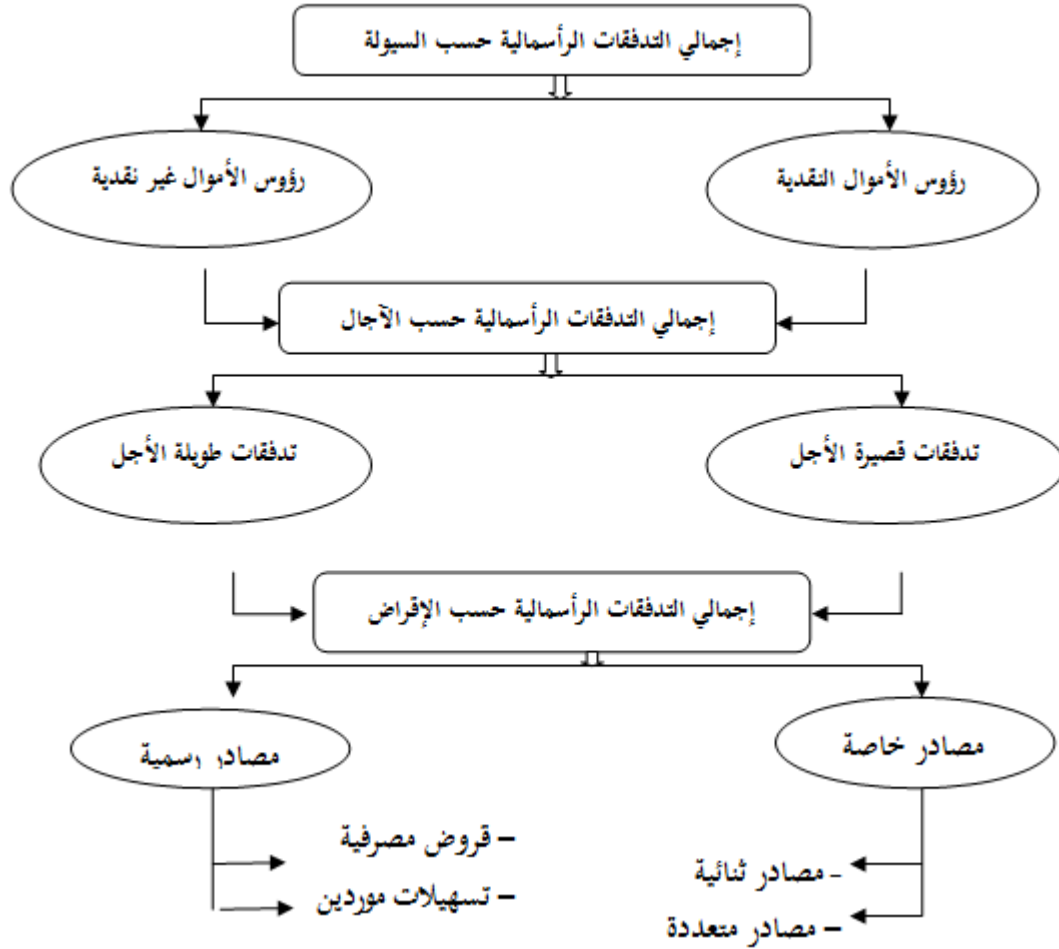 إجمالي التدفقات الرأسمالية حسب السيولة
رؤوس الأموال النقدية
رؤوس الأموال غير نقدية
إجمالي التدفقات الرأسمالية حسب الآجال
تدفقات قصيرة الأجل
تدفقات طويلة الأجل
إجمالي التدفقات الرأسمالية حسب الإقراض
مصادر خاصة
مصادر رسمية
- مصادر ثنائية
– مصادر متعددة
– قروض مصرفية
– تسهيلات موردين